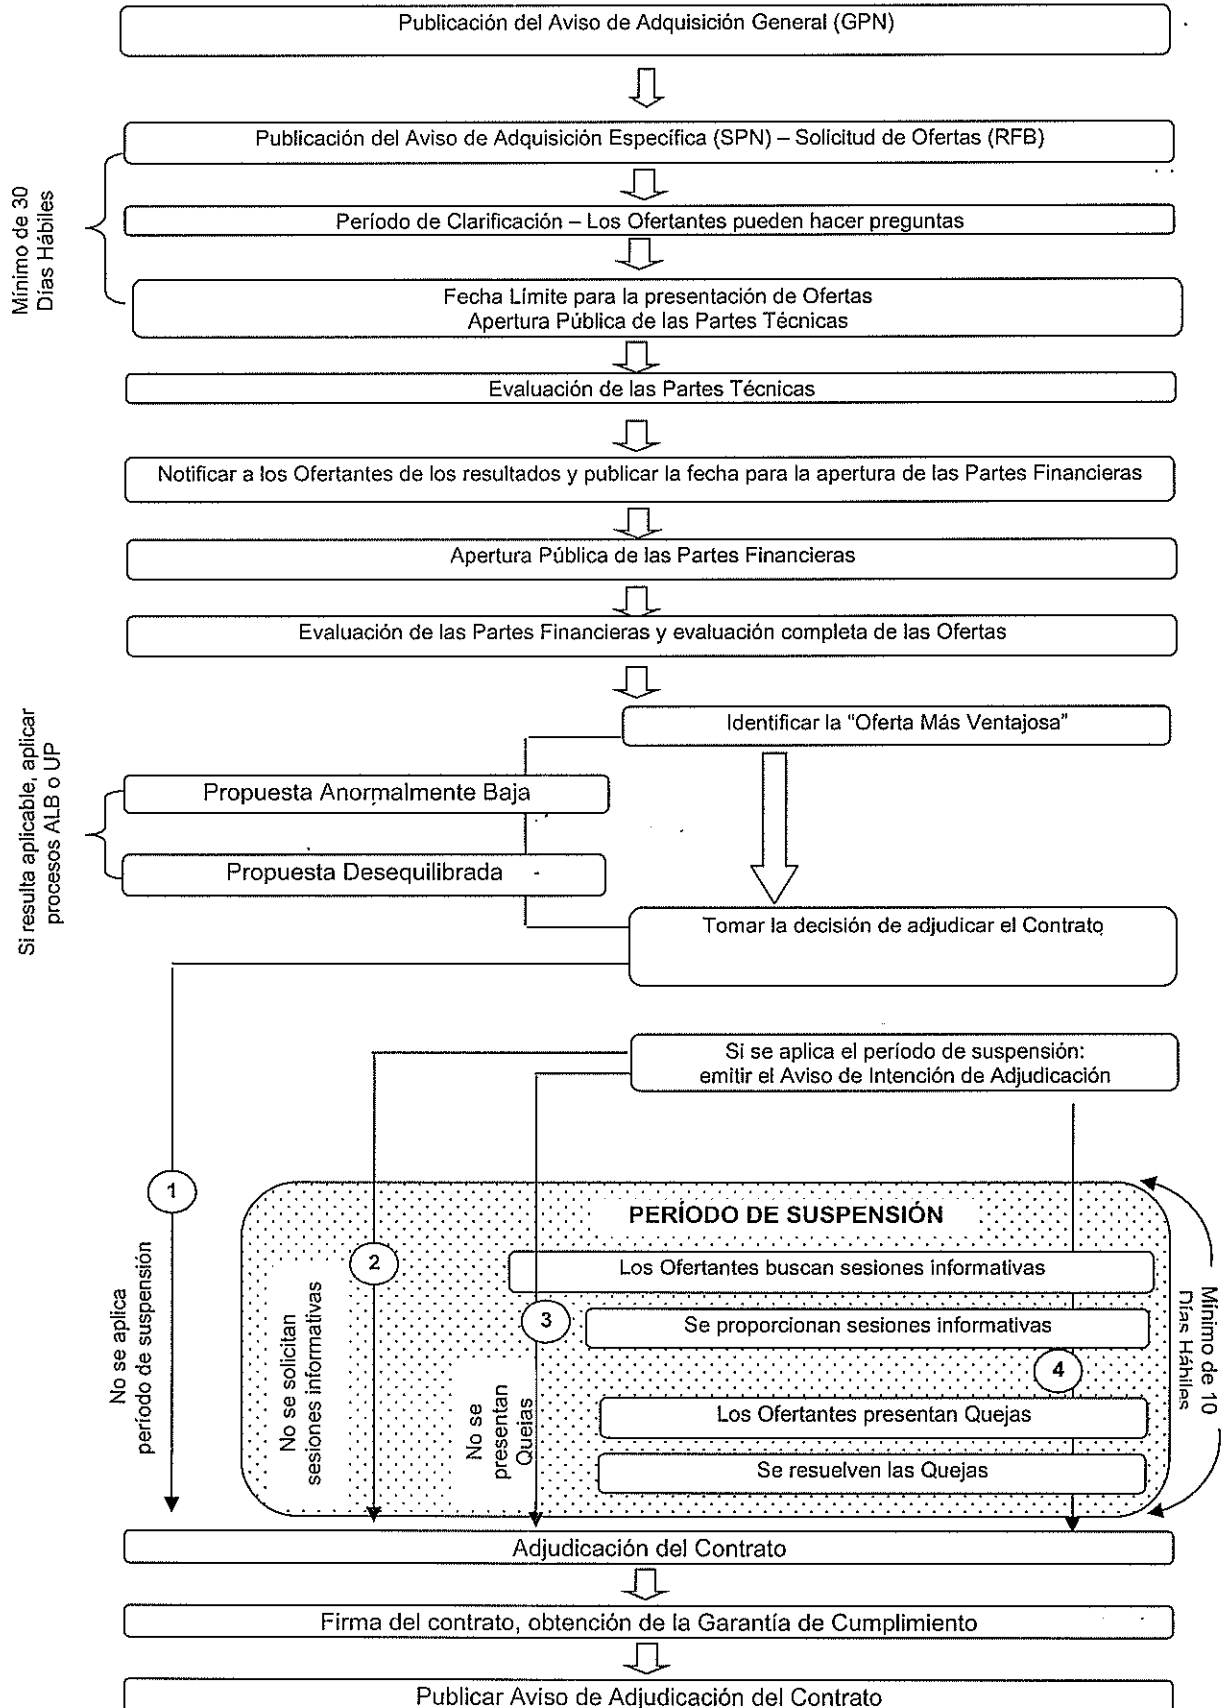 Publicación del Aviso de Adquisición General (GPN)
Publicación del Aviso de Adquisición Específica (SPN) – Solicitud de Ofertas (RFB)
Mínimo de 30
Días Hábiles
Período de Clarificación – Los Ofertantes pueden hacer preguntas
Fecha Límite para la presentación de Ofertas
Apertura Pública de las Partes Técnicas
Evaluación de las Partes Técnicas
Notificar a los Ofertantes de los resultados y publicar la fecha para la apertura de las Partes Financieras
Apertura Pública de las Partes Financieras
Evaluación de las Partes Financieras y evaluación completa de las Ofertas
Identificar la "Oferta Más Ventajosa"
Si resulta aplicable, aplicar
procesos ALB o UP
Propuesta Anormalmente Baja
Propuesta Desequilibrada
Tomar la decisión de adjudicar el Contrato
Si se aplica el período de suspensión:
emitir el Aviso de Intención de Adjudicación
1
No se aplica
período de suspensión
PERÍODO DE SUSPENSIÓN
2
No se solicitan
sesiones informativas
Los Ofertantes buscan sesiones informativas
3
Se proporcionan sesiones informativas
4
No se
presentan
Quejas
Los Ofertantes presentan Quejas
Se resuelven las Quejas
Mínimo de 10
Días Hábiles
Adjudicación del Contrato
Firma del contrato, obtención de la Garantía de Cumplimiento
Publicar Aviso de Adjudicación del Contrato